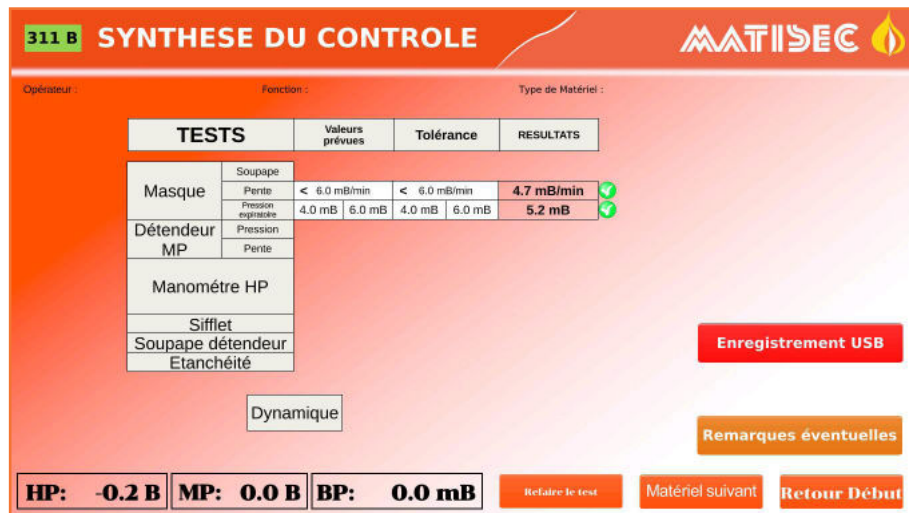 311 B SYNTHESE DU CONTROLE MATISEC
Opérateur : Fonction : Type de Matériel :
TESTS Valeurs prévues Tolérance RESULTATS
Masque
Soupape
Pente < 6.0 mB/min < 6.0 mB/min 4.7 mB/min
Pression expiratoire 4.0 mB 6.0 mB 4.0 mB 6.0 mB 5.2 mB
Détendeur MP
Pression
Pente
Manométre HP
Sifflet
Soupape détendeur
Etanchéité
Enregistrement USB
Dynamique
Remarques éventuelles
HP: -0.2 B MP: 0.0 B BP: 0.0 mB Refaire le test Matériel suivant Retour Début